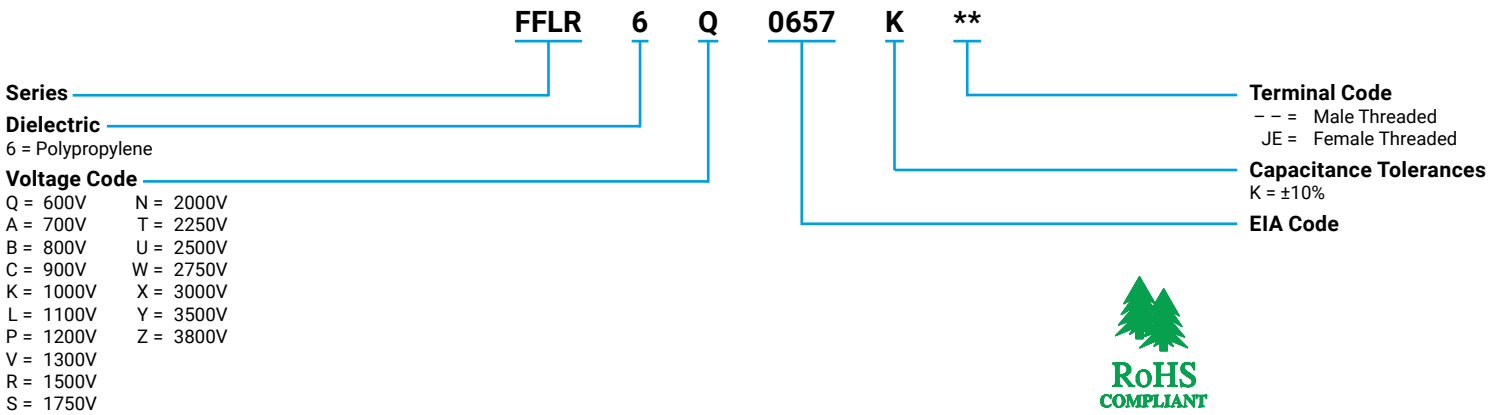 FFLR 6 Q 0657 K **
Series
Dielectric
6 = Polypropylene
Voltage Code
Q = 600V N = 2000V
A = 700V T = 2250V
B = 800V U = 2500V
C = 900V W = 2750V
K = 1000V X = 3000V
L = 1100V Y = 3500V
P = 1200V Z = 3800V
V = 1300V
R = 1500V
S = 1750V
Terminal Code
– – = Male Threaded
JE = Female Threaded
Capacitance Tolerances
K = ±10%
EIA Code
RoHS
COMPLIANT